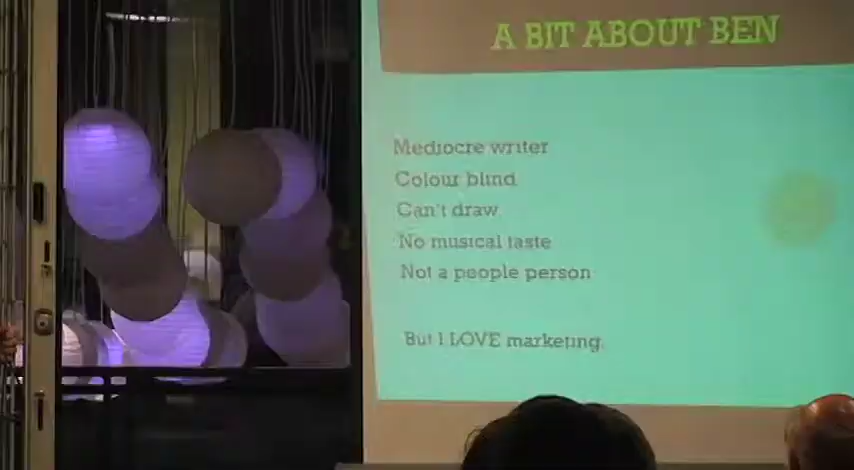 A BIT ABOUT BEN
Mediocre writer
Colour blind
Can't draw
No musical taste
Not a people person
But I LOVE marketing.